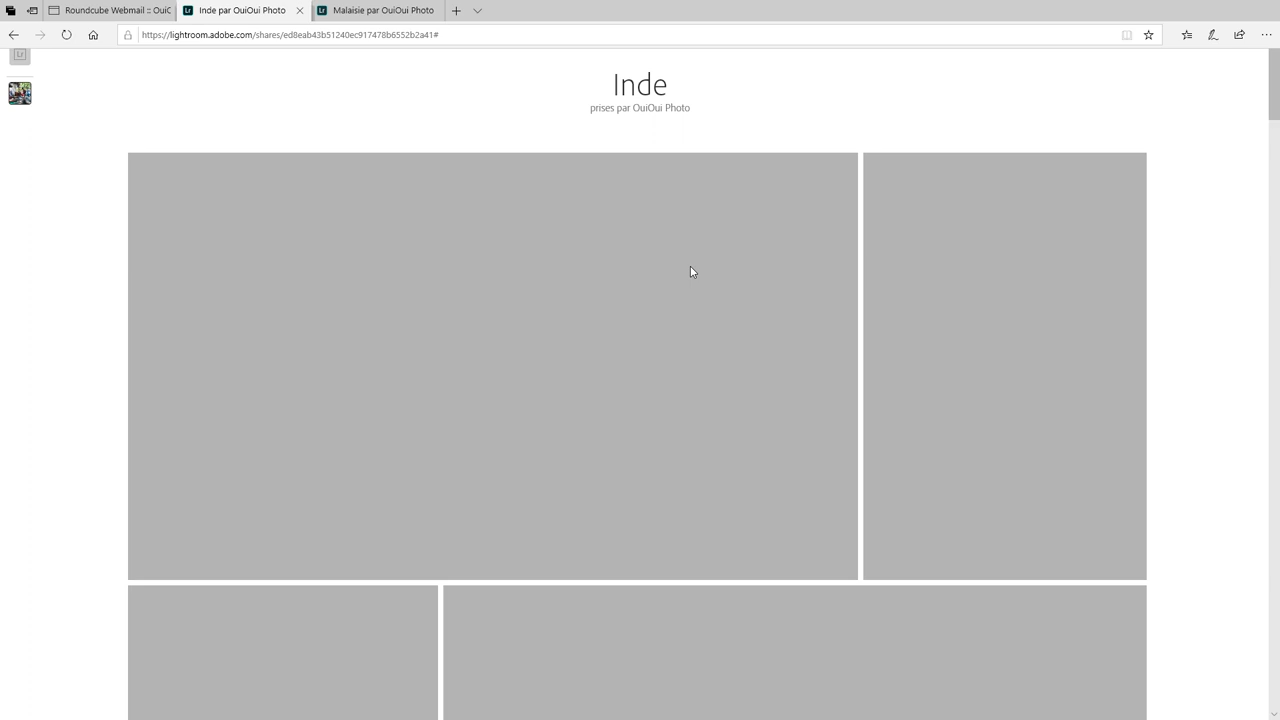 Roundcube Webmail :: OuiC
Inde par OuiOui Photo
Malaisie par OuiOui Photo
https://lightroom.adobe.com/shares/ed8eab43b51240ec917478b6552b2a41#
Lr
Inde
prises par OuiOui Photo